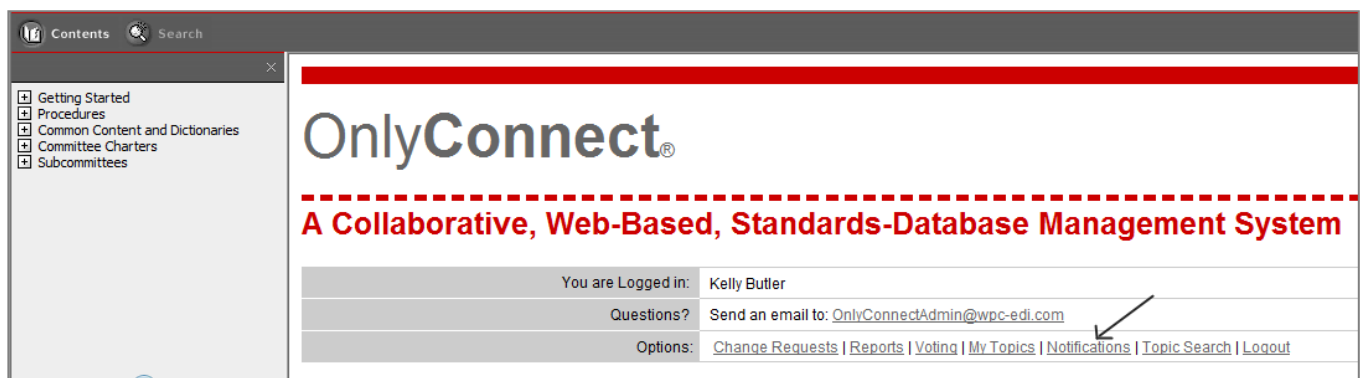 Contents Search
×
Getting Started
Procedures
Common Content and Dictionaries
Committee Charters
Subcommittees
OnlyConnect®
A Collaborative, Web-Based, Standards-Database Management System
You are Logged in: Kelly Butler
Questions? Send an email to: OnlyConnectAdmin@wpc-edi.com
Options: Change Requests | Reports | Voting | My Topics | Notifications | Topic Search | Logout